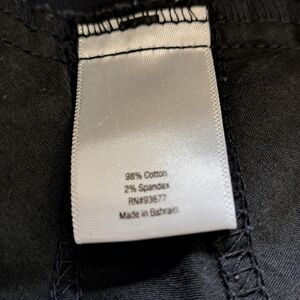 98% Cotton
2% Spandex
RN#93677
Made in Bahrain